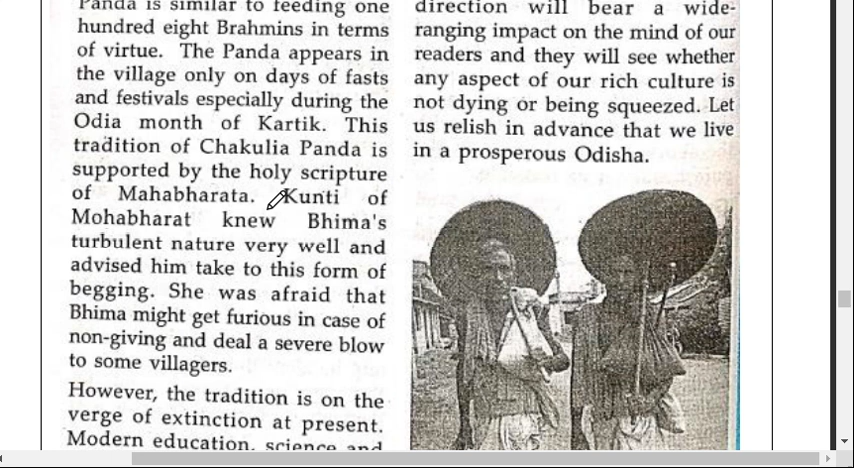 Panda is similar to feeding one
hundred eight Brahmins in terms
of virtue. The Panda appears in
the village only on days of fasts
and festivals especially during the
Odia month of Kartik. This
tradition of Chakulia Panda is
supported by the holy scripture
of Mahabharata. Kunti of
Mohabharat knew Bhima's
turbulent nature very well and
advised him take to this form of
begging. She was afraid that
Bhima might get furious in case of
non-giving and deal a severe blow
to some villagers.
However, the tradition is on the
verge of extinction at present.
Modern education, science and
direction will bear a wide-
ranging impact on the mind of our
readers and they will see whether
any aspect of our rich culture is
not dying or being squeezed. Let
us relish in advance that we live
in a prosperous Odisha.